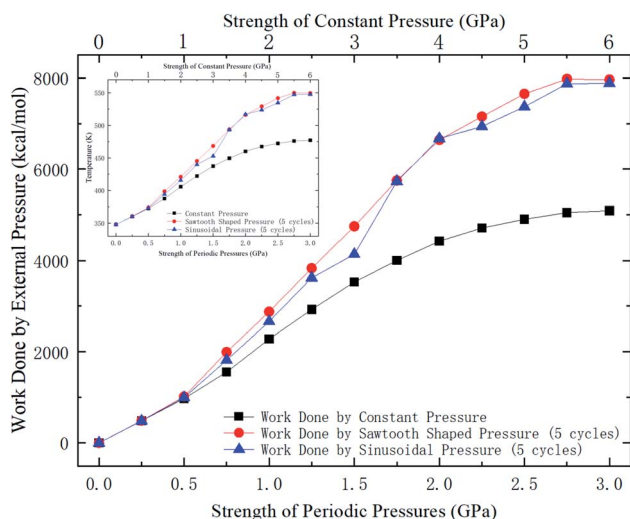 Strength of Constant Pressure (GPa)
0 1 2 3 4 5 6
Work Done by External Pressure (kcal/mol)
8000
6000
4000
2000
0
Strength of Constant Pressure (GPa)
0 1 2 3 4 5 6
Temperature (K)
550
500
450
400
350
Constant Pressure
Sawtooth Shaped Pressure (5 cycles)
Sinusoidal Pressure (5 cycles)
0.0 0.5 1.0 1.5 2.0 2.5 3.0
Strength of Periodic Pressures (GPa)
Work Done by Constant Pressure
Work Done by Sawtooth Shaped Pressure (5 cycles)
Work Done by Sinusoidal Pressure (5 cycles)
0.0 0.5 1.0 1.5 2.0 2.5 3.0
Strength of Periodic Pressures (GPa)